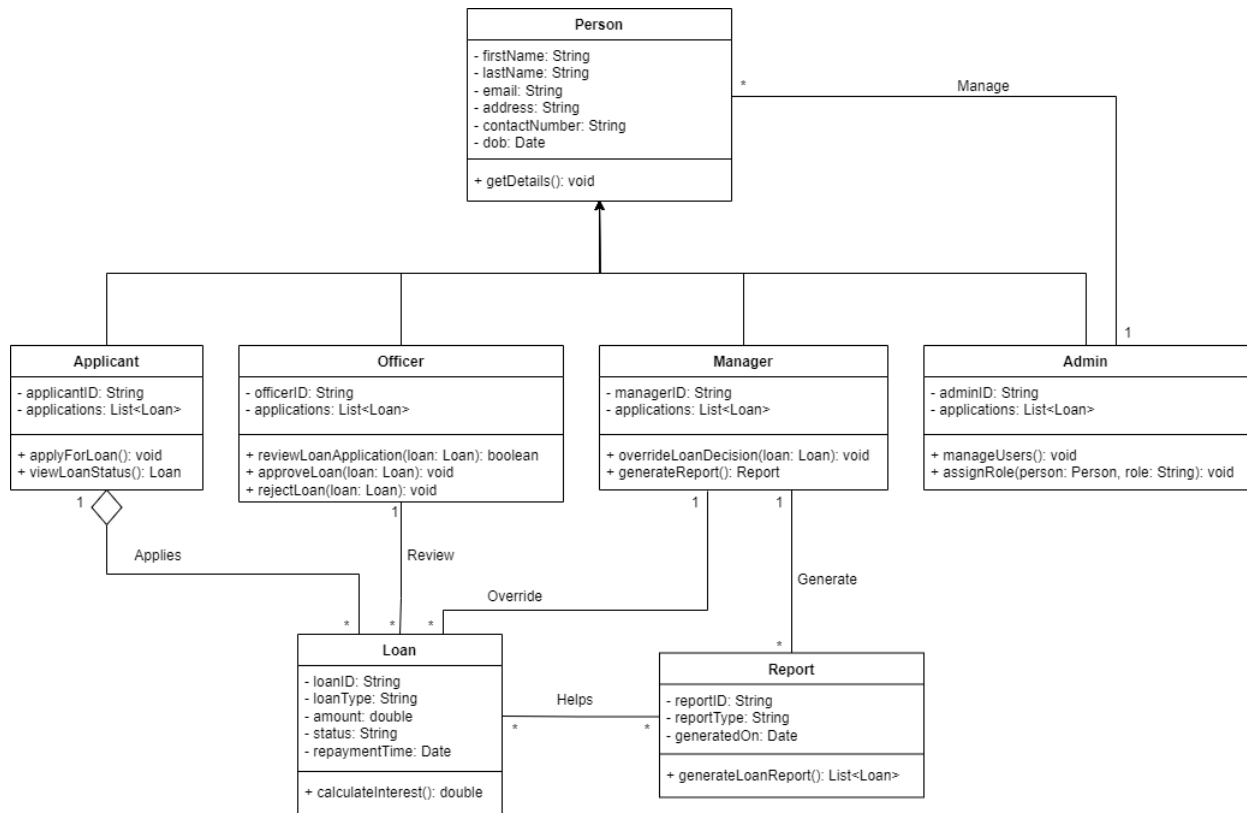 Person
- firstName: String
- lastName: String
- email: String
- address: String
- contactNumber: String
- dob: Date
+ getDetails(): void
*
Manage
1
Applicant
- applicantID: String
- applications: List<Loan>
+ applyForLoan(): void
+ viewLoanStatus(): Loan
Officer
- officerID: String
- applications: List<Loan>
+ reviewLoanApplication(loan: Loan): boolean
+ approveLoan(loan: Loan): void
+ rejectLoan(loan: Loan): void
Manager
- managerID: String
- applications: List<Loan>
+ overrideLoanDecision(loan: Loan): void
+ generateReport(): Report
Admin
- adminID: String
- applications: List<Loan>
+ manageUsers(): void
+ assignRole(person: Person, role: String): void
1
1
1
1
Applies
Review
Override
Generate
*
*
*
*
Loan
- loanID: String
- loanType: String
- amount: double
- status: String
- repaymentTime: Date
+ calculateInterest(): double
Helps
*
*
Report
- reportID: String
- reportType: String
- generatedOn: Date
+ generateLoanReport(): List<Loan>